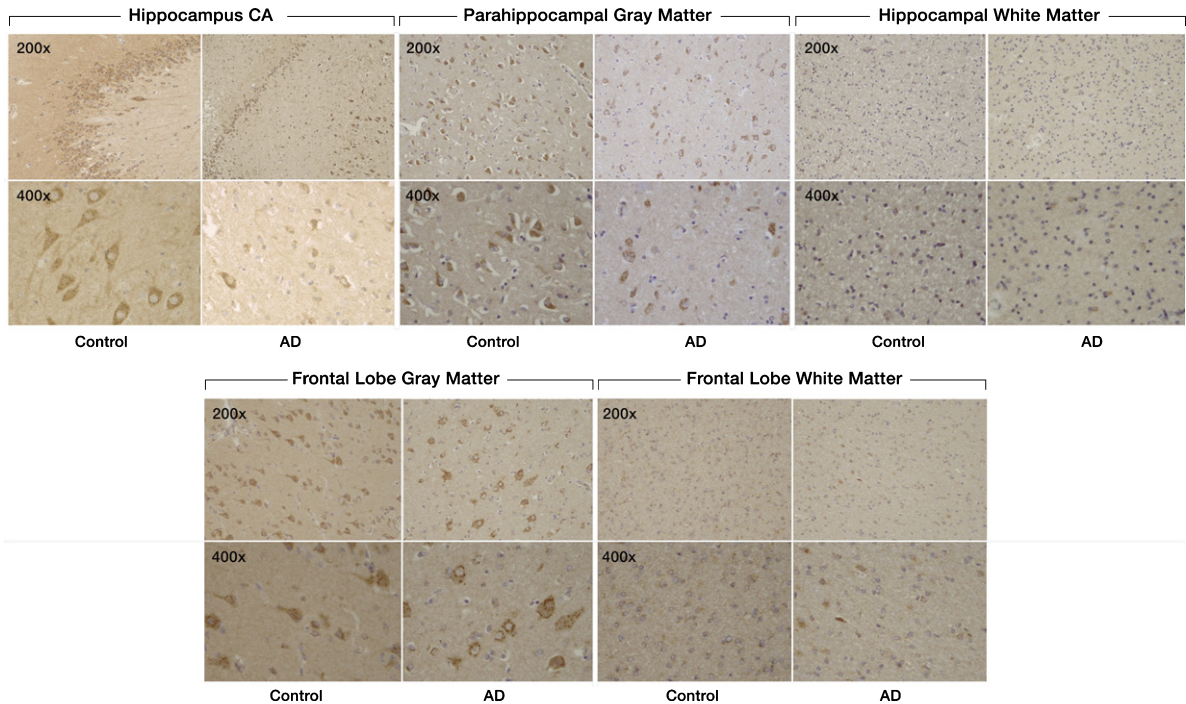 Hippocampus CA Parahippocampal Gray Matter Hippocampal White Matter
200x 200x 200x
400x 400x 400x
Control AD Control AD Control AD
Frontal Lobe Gray Matter Frontal Lobe White Matter
200x 200x
400x 400x
Control AD Control AD